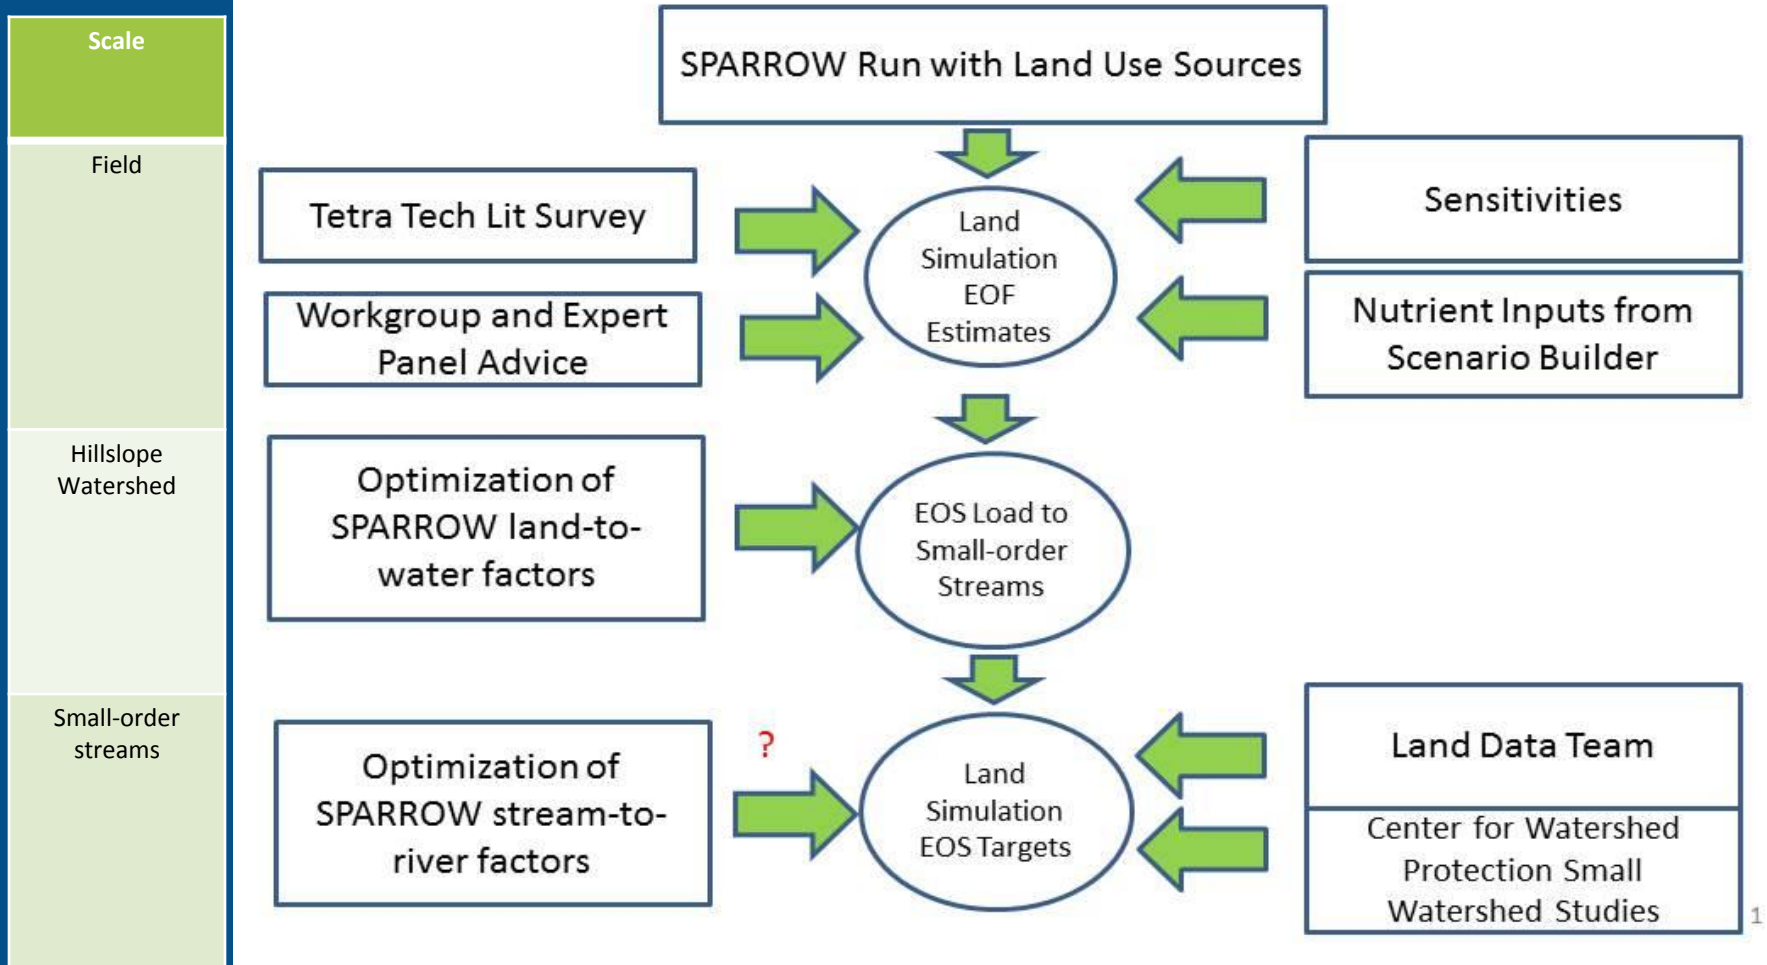 Scale
SPARROW Run with Land Use Sources
Field
Tetra Tech Lit Survey
Land
Simulation
EOF
Estimates
Sensitivities
Workgroup and Expert
Panel Advice
Nutrient Inputs from
Scenario Builder
Hillslope
Watershed
Optimization of
SPARROW land-to-
water factors
EOS Load to
Small-order
Streams
Small-order
streams
Optimization of
SPARROW stream-to-
river factors
?
Land
Simulation
EOS Targets
Land Data Team
Center for Watershed
Protection Small
Watershed Studies
1